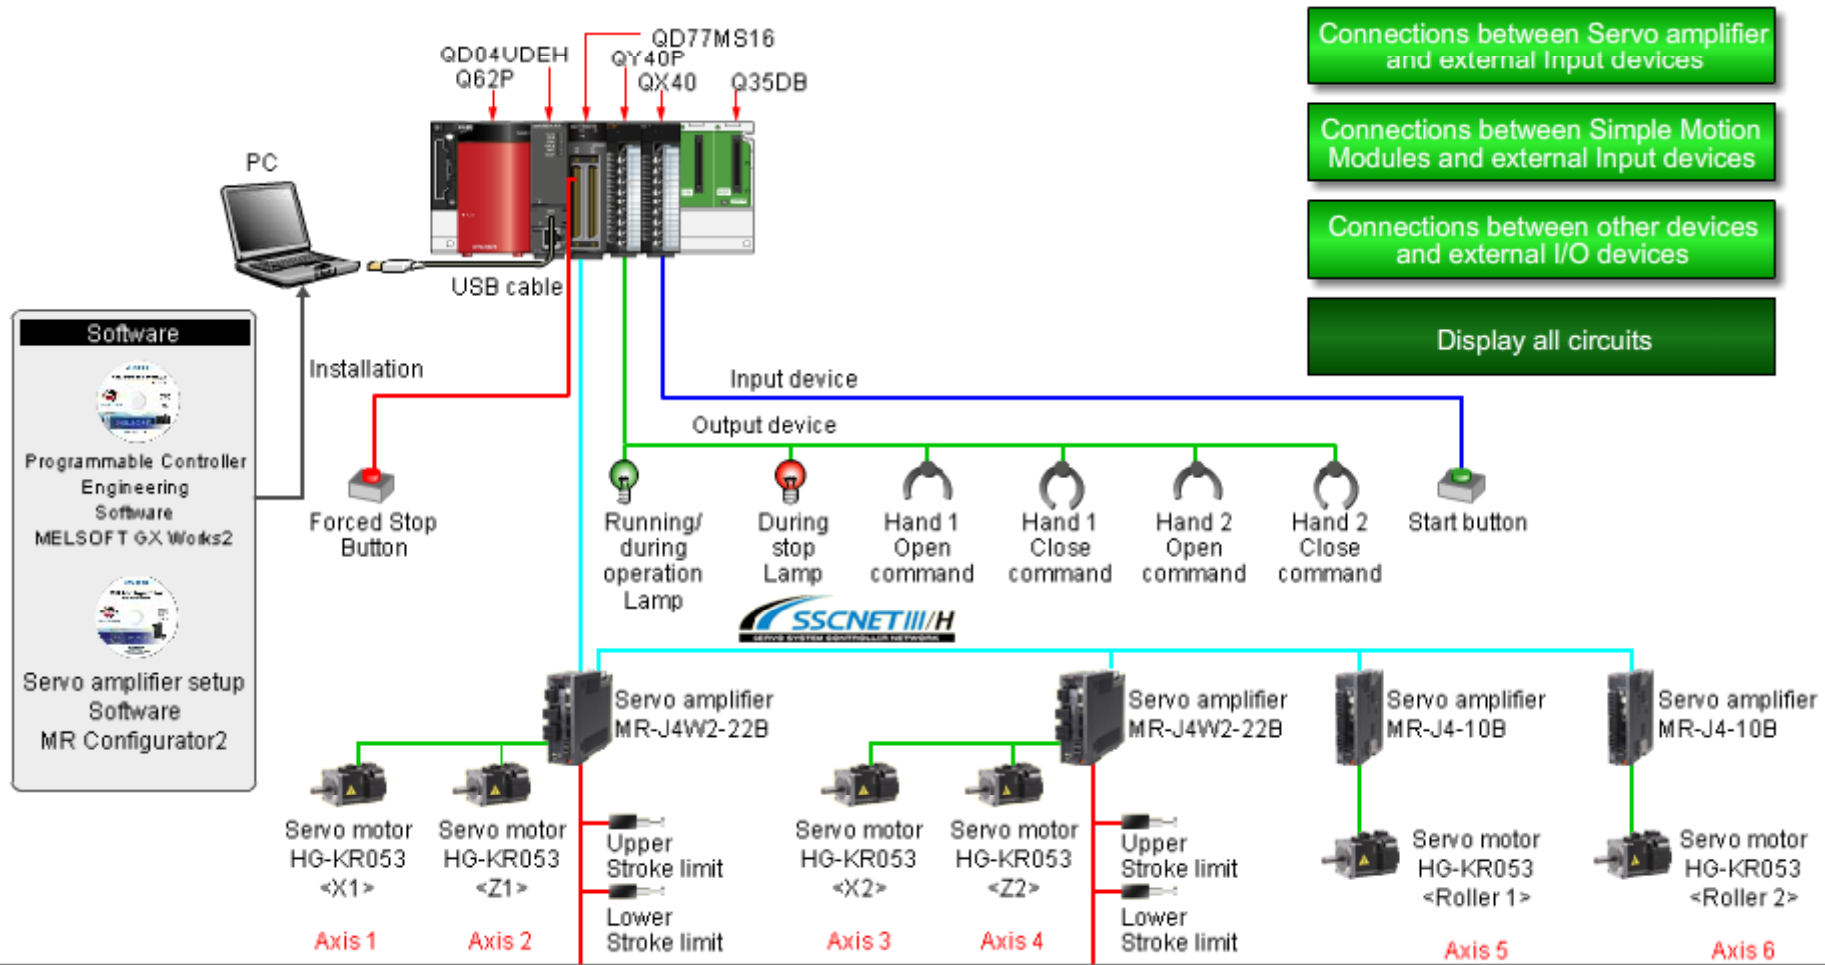 QD77MS16
QD04UDEH
QY40P
Q62P
QX40
Q35DB
PC
USB cable
Software
Installation
Programmable Controller
Engineering
Software
MELSOFT GX Works2
Servo amplifier setup
Software
MR Configurator2
Connections between Servo amplifier
and external Input devices
Connections between Simple Motion
Modules and external Input devices
Connections between other devices
and external I/O devices
Display all circuits
Input device
Output device
Forced Stop
Button
Running/
during
operation
Lamp
During
stop
Lamp
Hand 1
Open
command
Hand 1
Close
command
Hand 2
Open
command
Hand 2
Close
command
Start button
SSCNETIII/H
SERVO SYSTEM CONTROLLER NETWORK
Servo amplifier
MR-J4W2-22B
Servo amplifier
MR-J4W2-22B
Servo amplifier
MR-J4-10B
Servo amplifier
MR-J4-10B
Servo motor
HG-KR053
<X1>
Axis 1
Servo motor
HG-KR053
<Z1>
Axis 2
Upper
Stroke limit
Lower
Stroke limit
Servo motor
HG-KR053
<X2>
Axis 3
Servo motor
HG-KR053
<Z2>
Axis 4
Upper
Stroke limit
Lower
Stroke limit
Servo motor
HG-KR053
<Roller 1>
Axis 5
Servo motor
HG-KR053
<Roller 2>
Axis 6